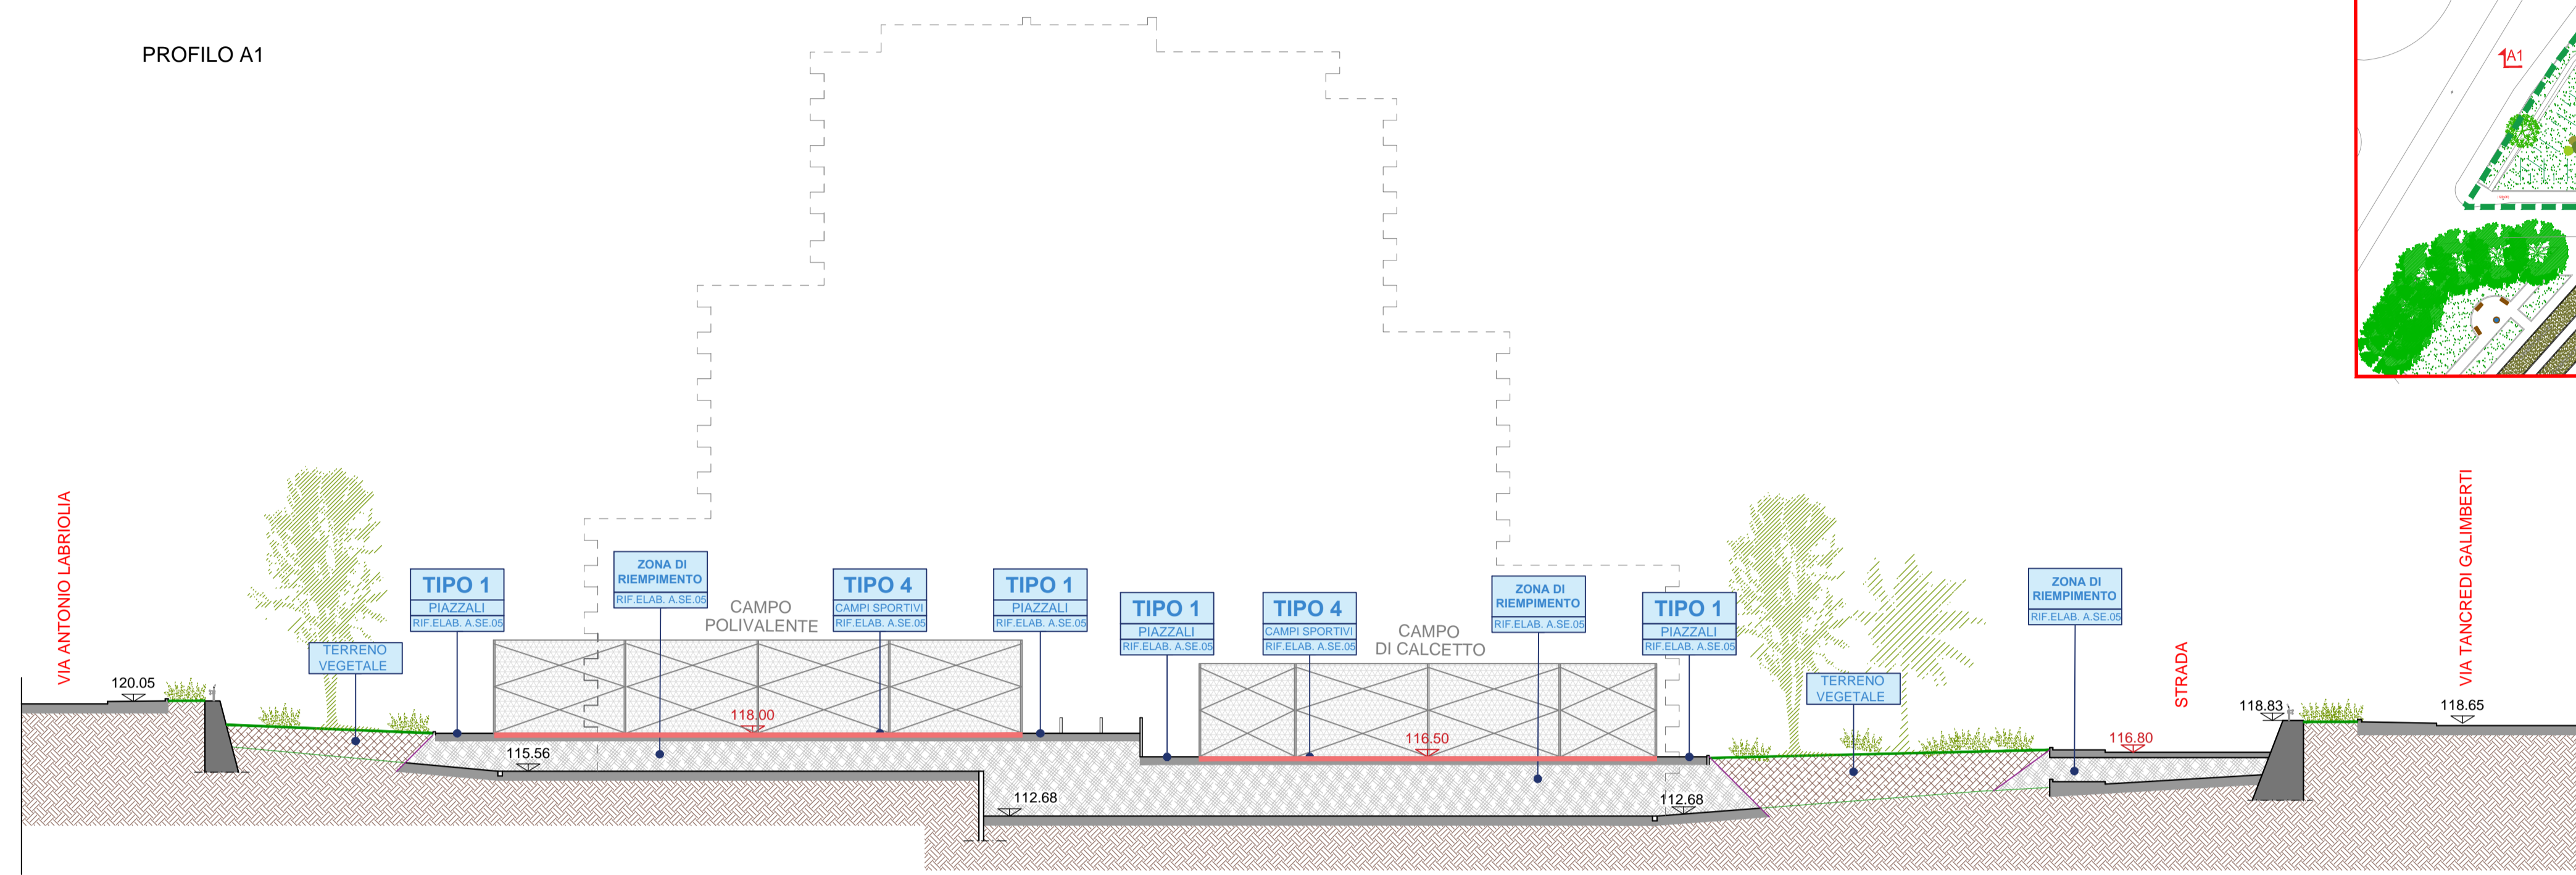 PROFILO A1
A1
VIA ANTONIO LABRIOLIA
120.05
TERRENO
VEGETALE
TIPO 1
PIAZZALI
RIF.ELAB. A.SE.05
115.56
ZONA DI
RIEMPIMENTO
RIF.ELAB. A.SE.05
CAMPO
POLIVALENTE
118.00
TIPO 4
CAMPI SPORTIVI
RIF.ELAB. A.SE.05
TIPO 1
PIAZZALI
RIF.ELAB. A.SE.05
112.68
TIPO 1
PIAZZALI
RIF.ELAB. A.SE.05
TIPO 4
CAMPI SPORTIVI
RIF.ELAB. A.SE.05
CAMPO
DI CALCETTO
116.50
ZONA DI
RIEMPIMENTO
RIF.ELAB. A.SE.05
TIPO 1
PIAZZALI
RIF.ELAB. A.SE.05
112.68
TERRENO
VEGETALE
ZONA DI
RIEMPIMENTO
RIF.ELAB. A.SE.05
116.80
STRADA
118.83
118.65
VIA TANCREDI GALIMBERTI